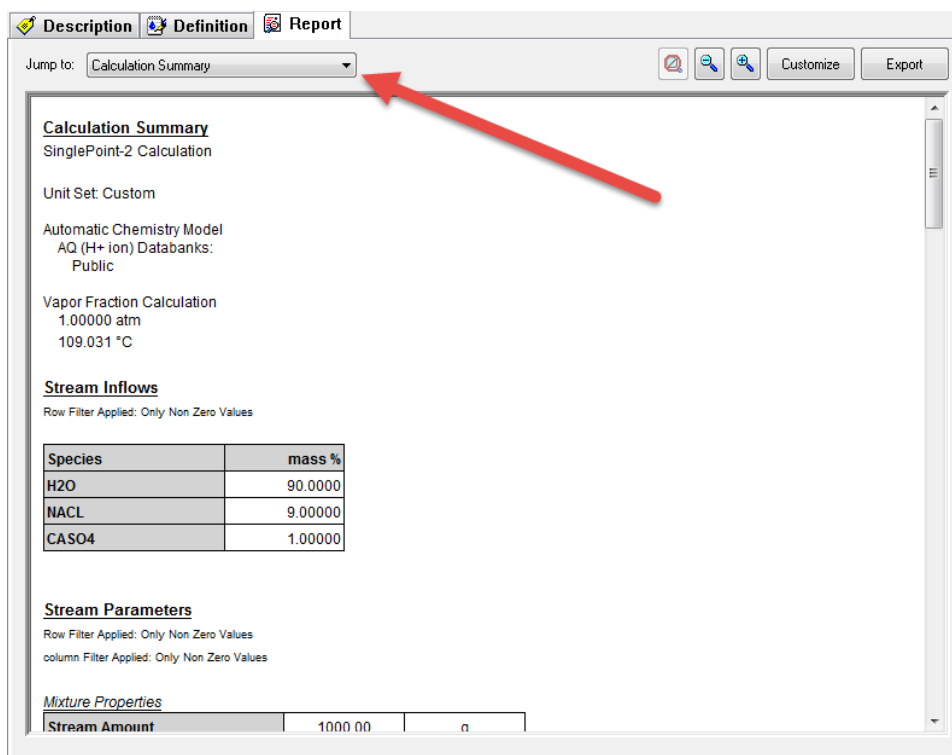 Description Definition Report
Jump to: Calculation Summary Customize Export
Calculation Summary
SinglePoint-2 Calculation
Unit Set: Custom
Automatic Chemistry Model
AQ (H+ ion) Databanks:
Public
Vapor Fraction Calculation
1.00000 atm
109.031 °C
Stream Inflows
Row Filter Applied: Only Non Zero Values
Species mass %
H2O 90.0000
NACL 9.00000
CASO4 1.00000
Stream Parameters
Row Filter Applied: Only Non Zero Values
column Filter Applied: Only Non Zero Values
Mixture Properties
Stream Amount 1000.00 g